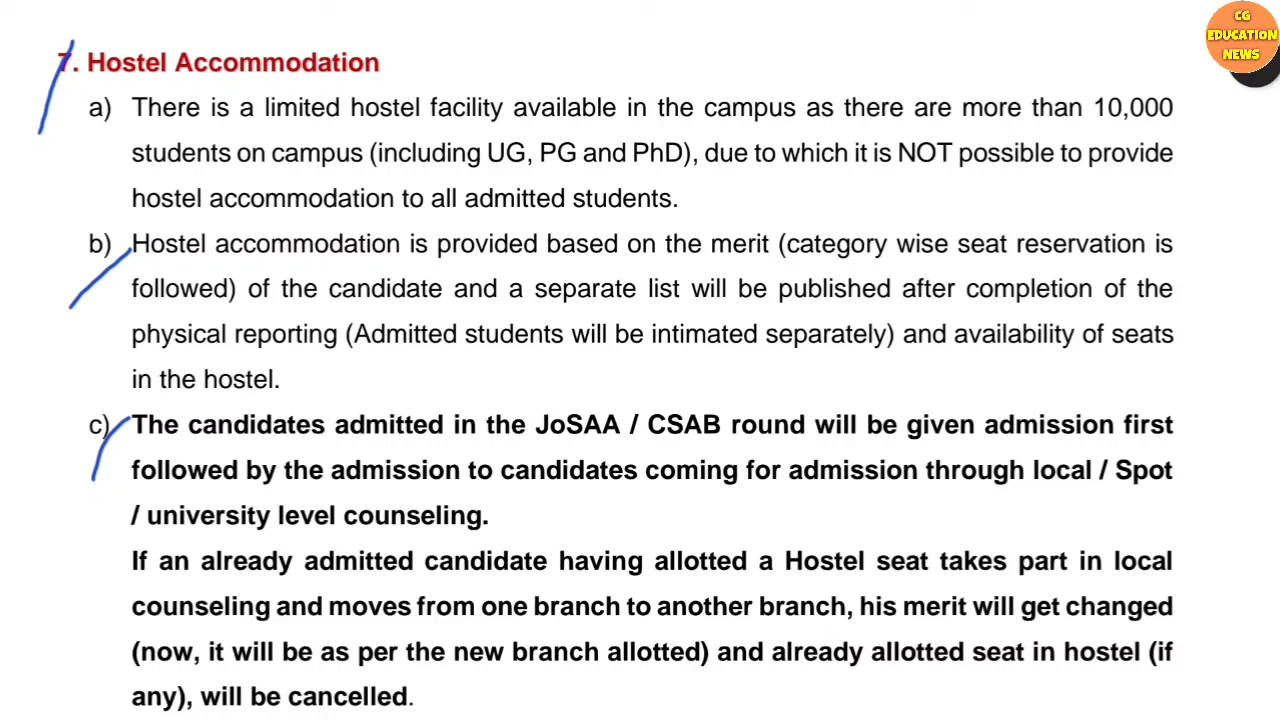 CG
EDUCATION
NEWS
7. Hostel Accommodation
a) There is a limited hostel facility available in the campus as there are more than 10,000
students on campus (including UG, PG and PhD), due to which it is NOT possible to provide
hostel accommodation to all admitted students.
b) Hostel accommodation is provided based on the merit (category wise seat reservation is
followed) of the candidate and a separate list will be published after completion of the
physical reporting (Admitted students will be intimated separately) and availability of seats
in the hostel.
c) The candidates admitted in the JoSAA / CSAB round will be given admission first
followed by the admission to candidates coming for admission through local / Spot
/ university level counseling.
If an already admitted candidate having allotted a Hostel seat takes part in local
counseling and moves from one branch to another branch, his merit will get changed
(now, it will be as per the new branch allotted) and already allotted seat in hostel (if
any), will be cancelled.